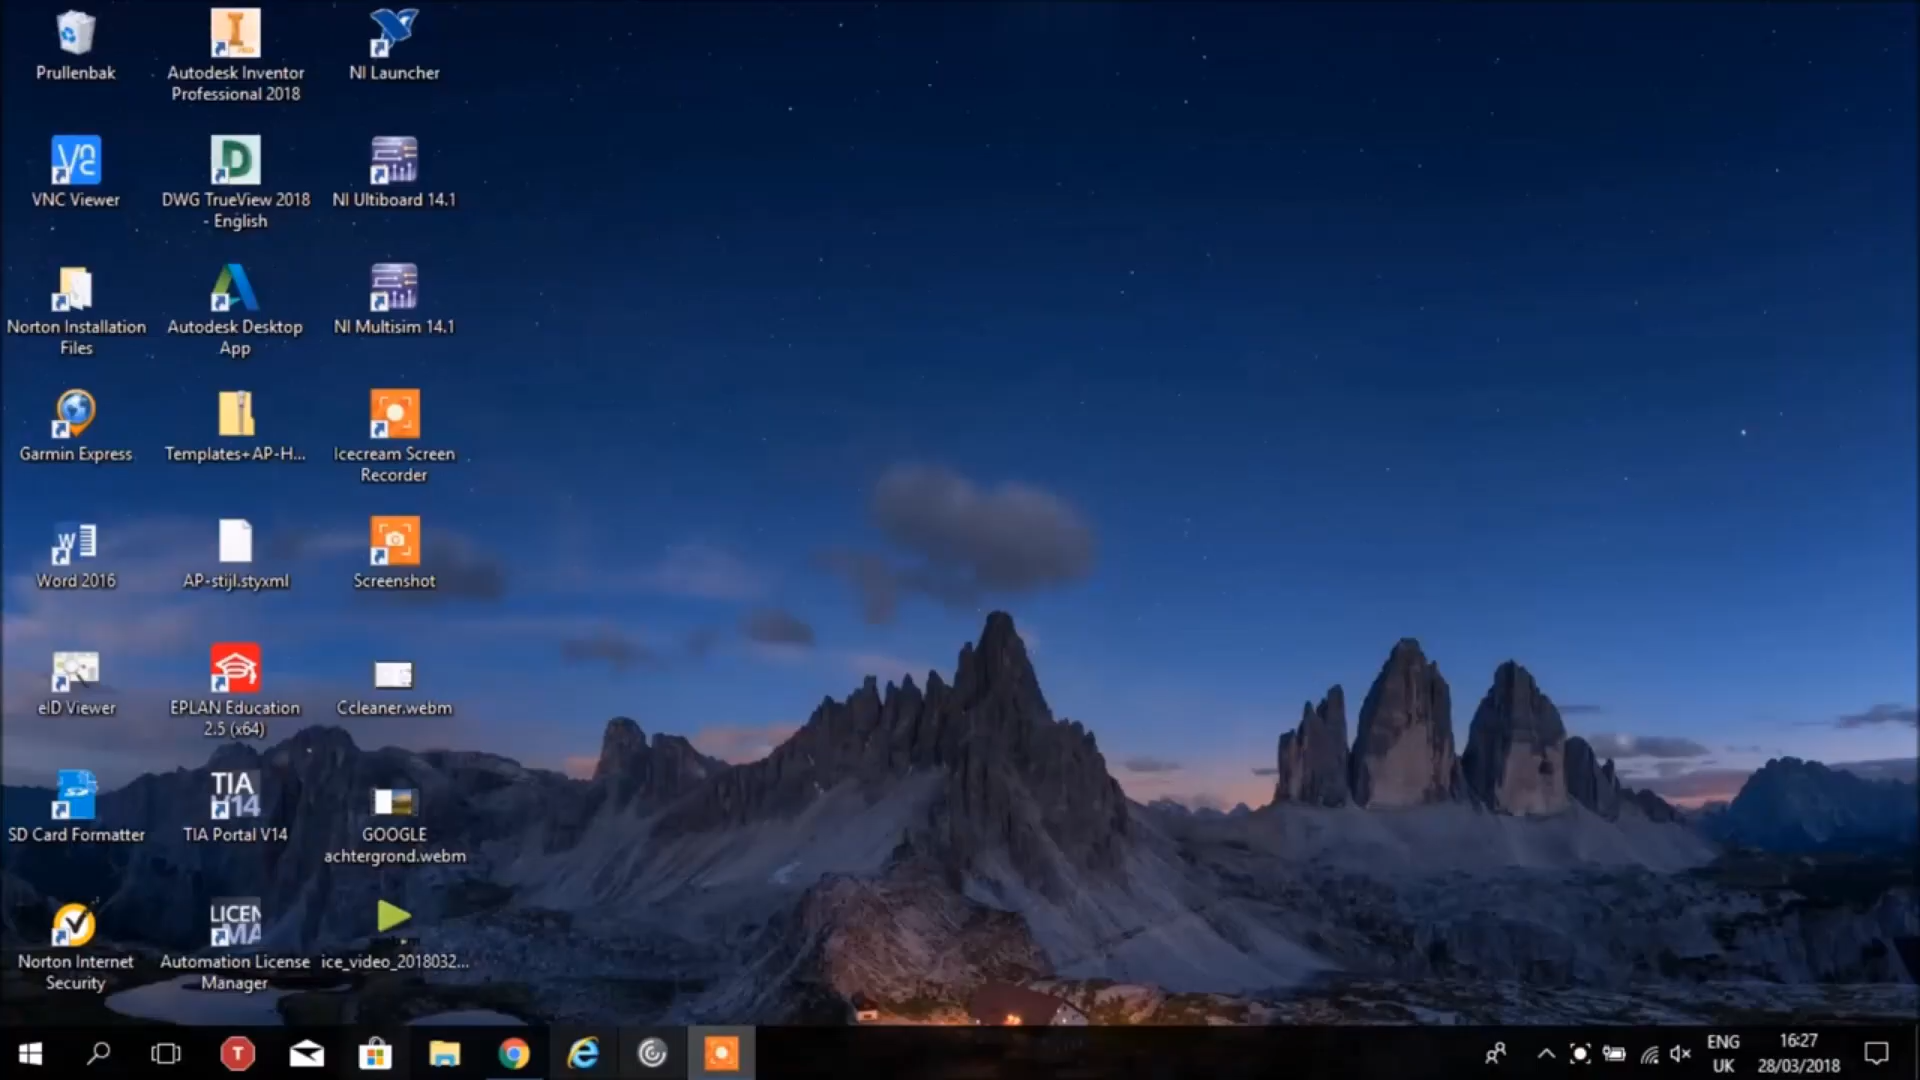 Prullenbak
Autodesk Inventor
Professional 2018
NI Launcher
VNC Viewer
DWG TrueView 2018
- English
NI Ultiboard 14.1
Norton Installation
Files
Autodesk Desktop
App
NI Multisim 14.1
Garmin Express
Templates+AP-H...
Icecream Screen
Recorder
Word 2016
AP-stijl.styxml
Screenshot
eID Viewer
EPLAN Education
2.5 (x64)
Ccleaner.webm
SD Card Formatter
TIA
V14
TIA Portal V14
GOOGLE
achtergrond.webm
Norton Internet
Security
Automation License
Manager
ice_video_2018032...
ENG
UK
16:27
28/03/2018